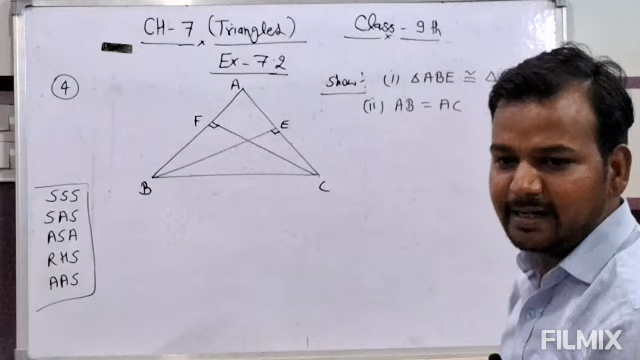 CH-7 (Triangles)
Class-9th
Ex-7.2
4
Show:- (i) △ABE ≅ △
(ii) AB = AC
A
F
E
B
C
SSS
SAS
ASA
RHS
AAS
FILMIX